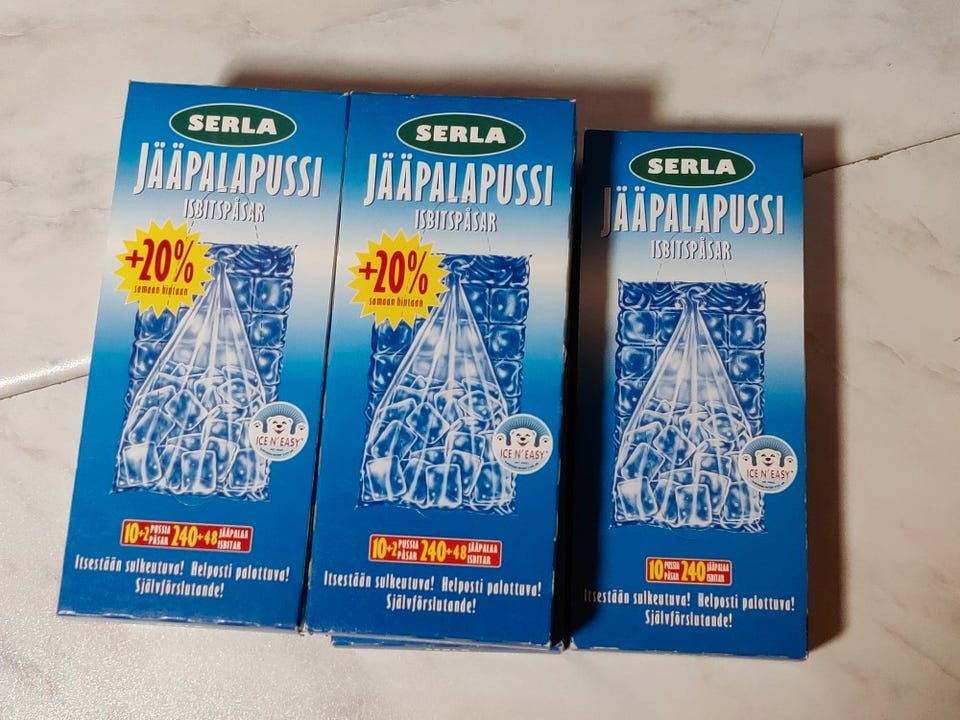 SERLA
JÄÄPALAPUSSI
ISBITSPÅSAR
+20%
samaan hintaan
ICE N' EASY
10+2 PUSSIA PÅSAR 240+48 JÄÄPALAA ISBITAR
Itsestään sulkeutuva! Helposti palottuva!
Självförslutande!
SERLA
JÄÄPALAPUSSI
ISBITSPÅSAR
+20%
samaan hintaan
ICE N' EASY
10+2 PUSSIA PÅSAR 240+48 JÄÄPALAA ISBITAR
Itsestään sulkeutuva! Helposti palottuva!
Självförslutande!
SERLA
JÄÄPALAPUSSI
ISBITSPÅSAR
ICE N' EASY
10 PUSSIA PÅSAR 240 JÄÄPALAA ISBITAR
Itsestään sulkeutuva! Helposti palottuva!
Självförslutande!